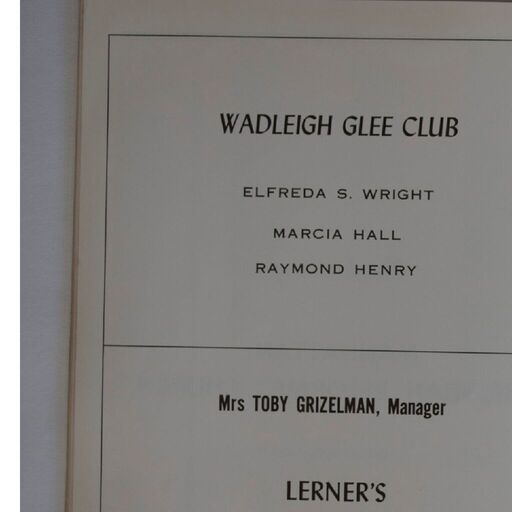 WADLEIGH GLEE CLUB
ELFREDA S. WRIGHT
MARCIA HALL
RAYMOND HENRY
Mrs TOBY GRIZELMAN, Manager
LERNER'S